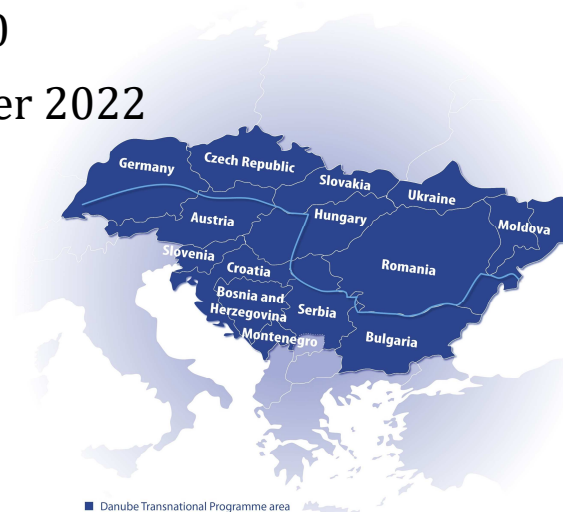 0
er 2022
Germany
Czech Republic
Slovakia
Ukraine
Austria
Hungary
Moldova
Slovenia
Croatia
Romania
Bosnia and
Herzegovina
Serbia
Montenegro
Bulgaria
Danube Transnational Programme area